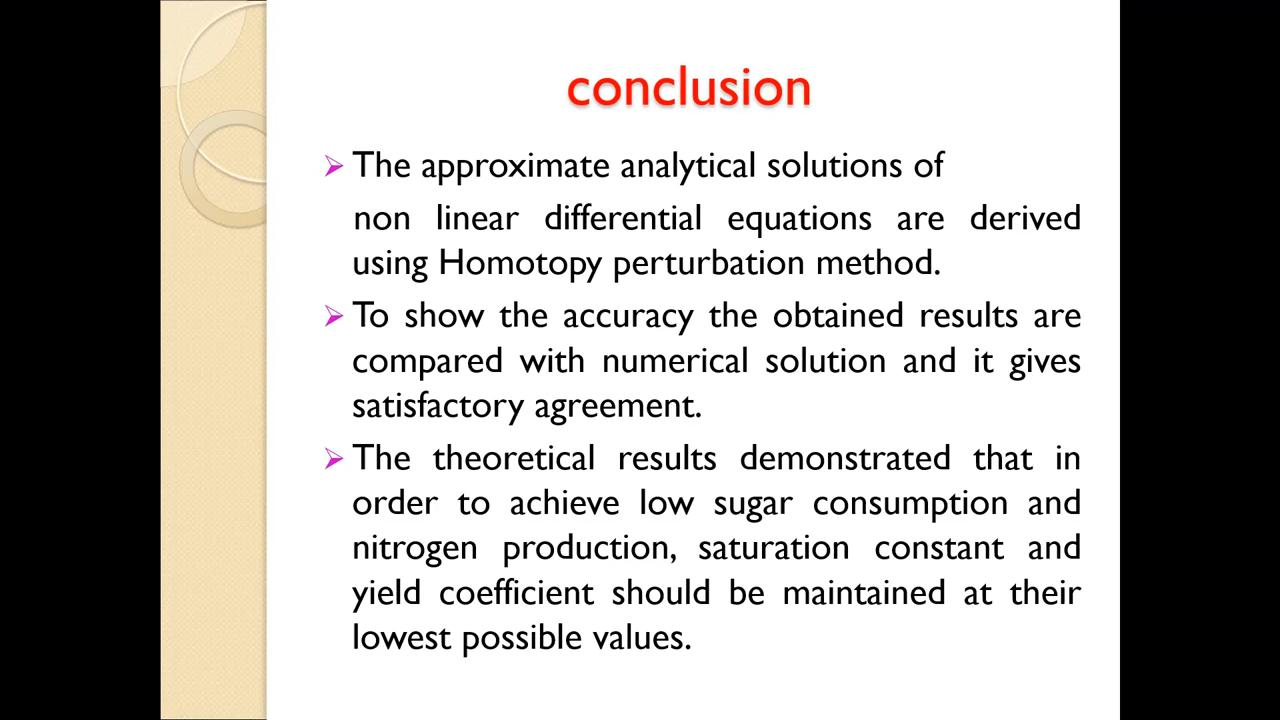 conclusion
The approximate analytical solutions of
non linear differential equations are derived
using Homotopy perturbation method.
To show the accuracy the obtained results are
compared with numerical solution and it gives
satisfactory agreement.
The theoretical results demonstrated that in
order to achieve low sugar consumption and
nitrogen production, saturation constant and
yield coefficient should be maintained at their
lowest possible values.